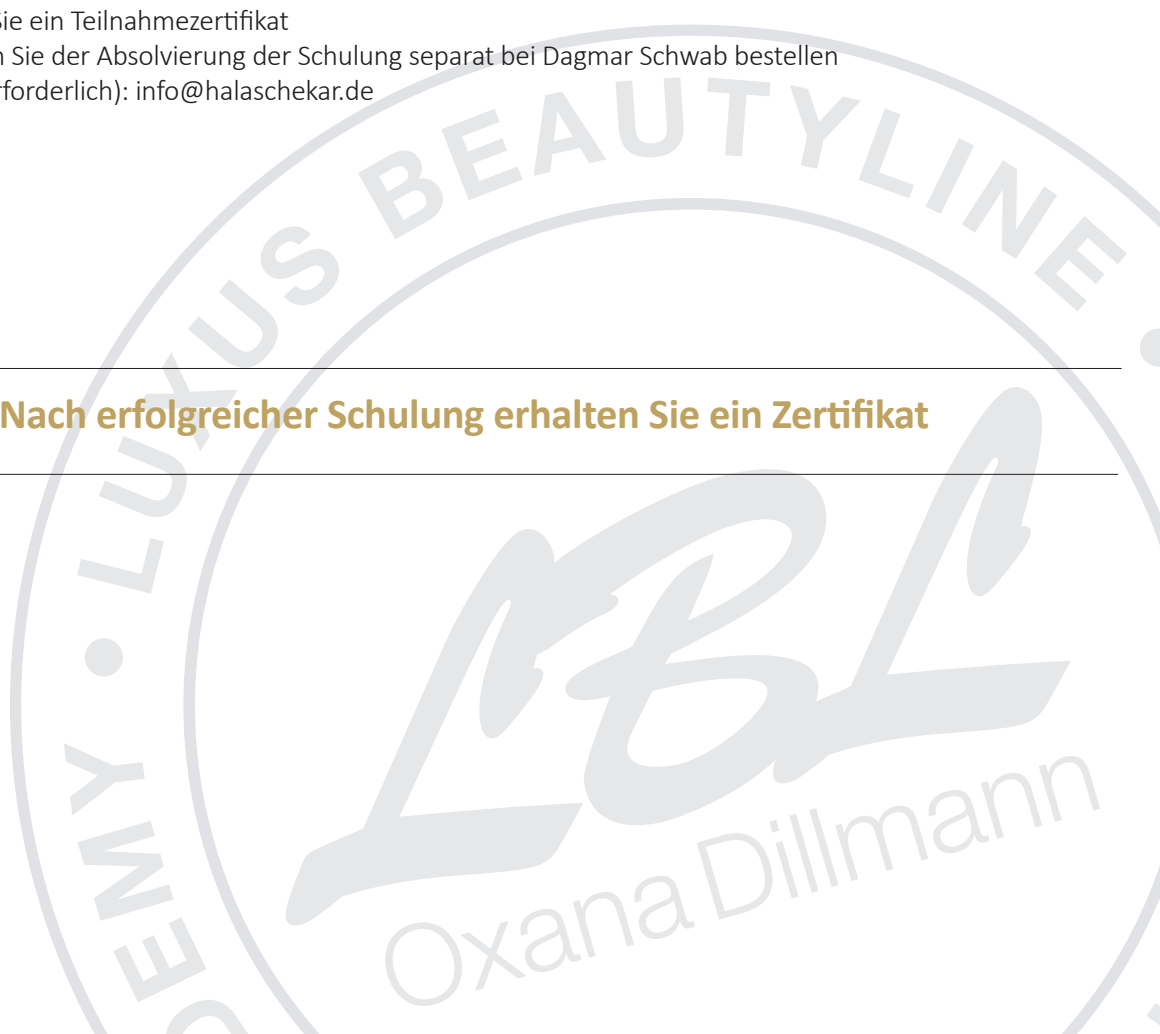 Sie ein Teilnahmezertifikat
n Sie der Absolvierung der Schulung separat bei Dagmar Schwab bestellen
rforderlich): info@halaschekar.de
Nach erfolgreicher Schulung erhalten Sie ein Zertifikat
DEMY • LUXUS BEAUTYLINE •
LBL
Oxana Dillmann